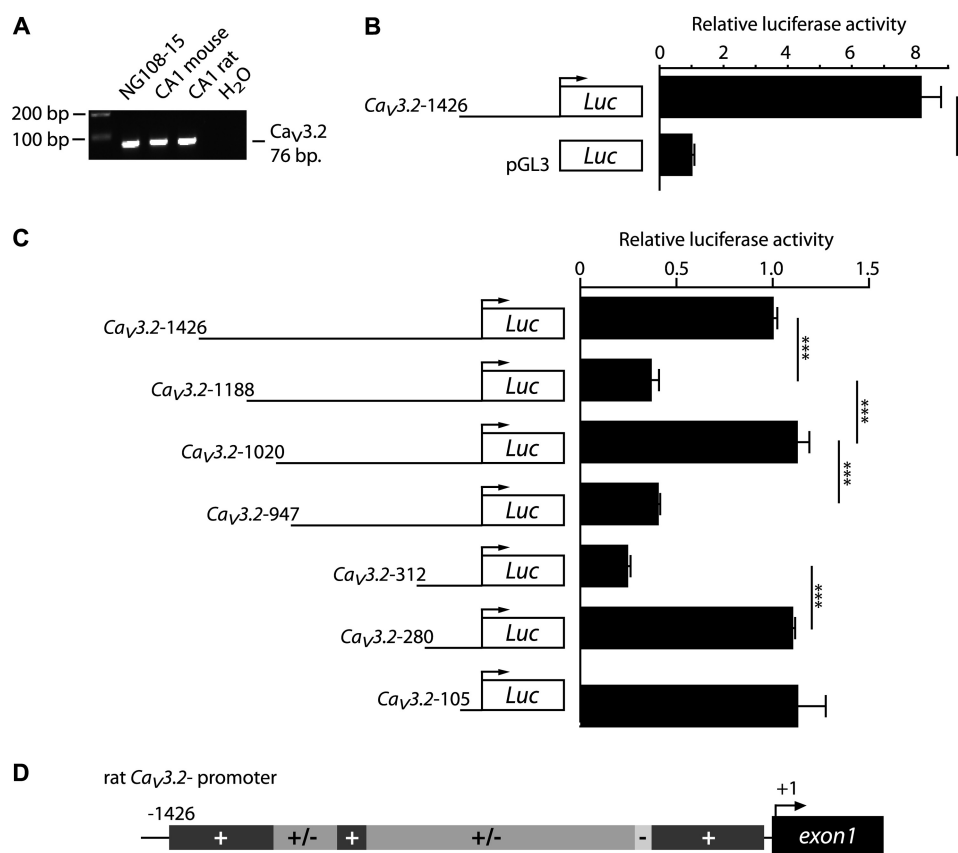 A
NG108-15
CA1 mouse
CA1 rat
H2O
200 bp
100 bp
CaV3.2
76 bp.
B
Relative luciferase activity
0 2 4 6 8
CaV3.2-1426
Luc
pGL3
Luc
C
Relative luciferase activity
0 0.5 1.0 1.5
CaV3.2-1426
Luc
***
CaV3.2-1188
Luc
***
CaV3.2-1020
Luc
***
CaV3.2-947
Luc
CaV3.2-312
Luc
***
CaV3.2-280
Luc
CaV3.2-105
Luc
D
rat CaV3.2- promoter
-1426
+1
+ +/- + +/- - + exon1